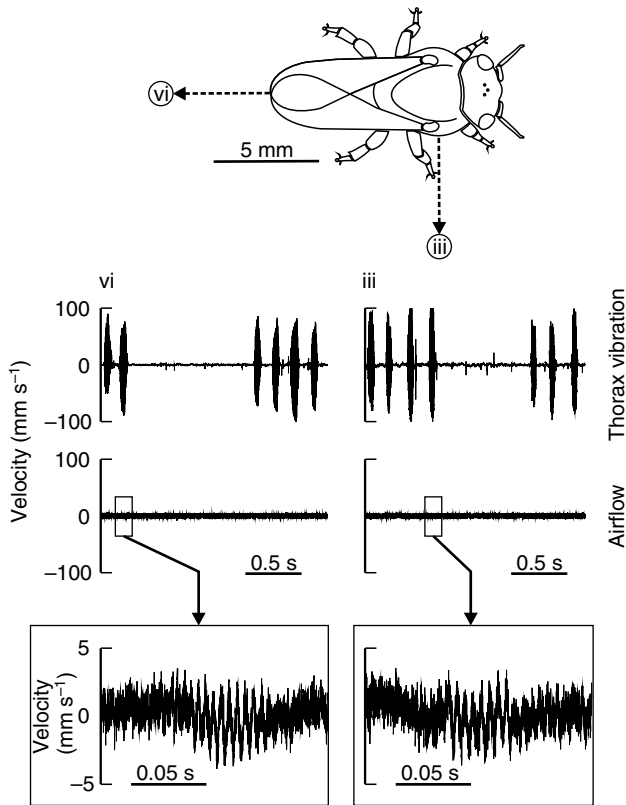 vi
5 mm
iii
vi
iii
100
0
−100
Velocity (mm s−1)
Thorax vibration
100
0
−100
0.5 s
0.5 s
Airflow
5
0
−5
Velocity
(mm s−1)
0.05 s
0.05 s